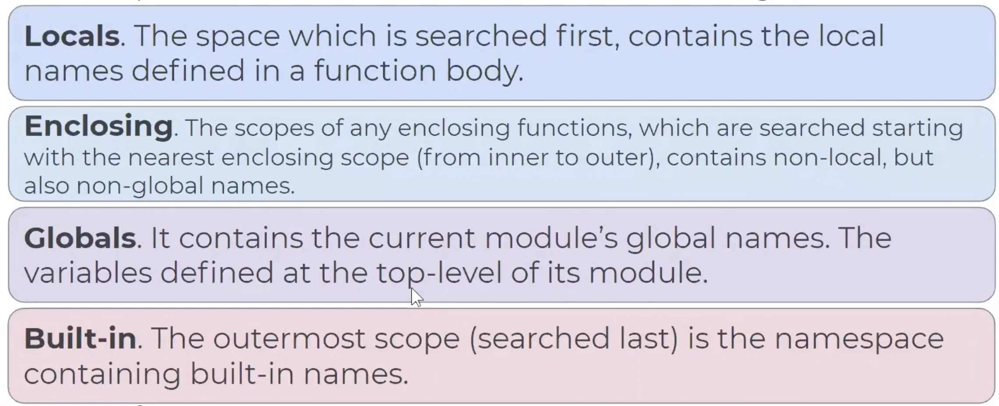 Locals. The space which is searched first, contains the local
names defined in a function body.
Enclosing. The scopes of any enclosing functions, which are searched starting
with the nearest enclosing scope (from inner to outer), contains non-local, but
also non-global names.
Globals. It contains the current module’s global names. The
variables defined at the top-level of its module.
Built-in. The outermost scope (searched last) is the namespace
containing built-in names.